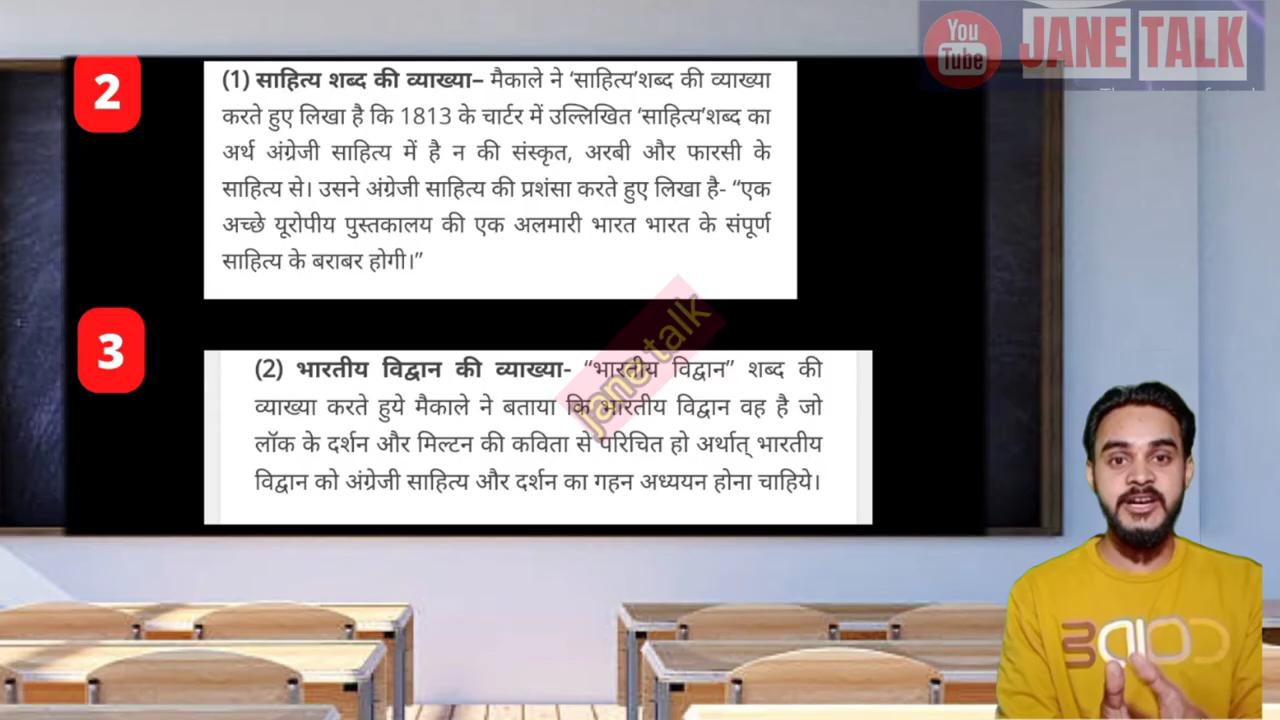 You
Tube
JANE TALK
2
(1) साहित्य शब्द की व्याख्या– मैकाले ने ‘साहित्य’शब्द की व्याख्या
करते हुए लिखा है कि 1813 के चार्टर में उल्लिखित ‘साहित्य’शब्द का
अर्थ अंग्रेजी साहित्य में है न की संस्कृत, अरबी और फारसी के
साहित्य से। उसने अंग्रेजी साहित्य की प्रशंसा करते हुए लिखा है- “एक
अच्छे यूरोपीय पुस्तकालय की एक अलमारी भारत भारत के संपूर्ण
साहित्य के बराबर होगी।”
3
(2) भारतीय विद्वान की व्याख्या- “भारतीय विद्वान” शब्द की
व्याख्या करते हुये मैकाले ने बताया कि भारतीय विद्वान वह है जो
लॉक के दर्शन और मिल्टन की कविता से परिचित हो अर्थात् भारतीय
विद्वान को अंग्रेजी साहित्य और दर्शन का गहन अध्ययन होना चाहिये।
jane talk